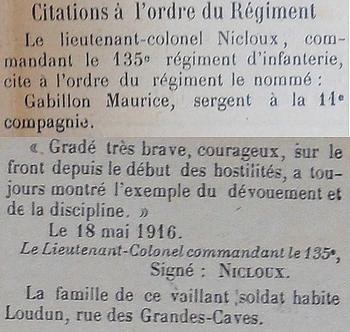 Citations à l'ordre du Régiment
Le lieutenant-colonel Nicloux, com-
mandant le 135e régiment d'infanterie,
cite à l'ordre du régiment le nommé :
Gabillon Maurice, sergent à la 11e
compagnie.
« Gradé très brave, courageux, sur le
front depuis le début des hostilités, a tou-
jours montré l'exemple du dévouement et
de la discipline. »
Le 18 mai 1916.
Le Lieutenant-Colonel commandant le 135e,
Signé : NICLOUX.
La famille de ce vaillant soldat habite
Loudun, rue des Grandes-Caves.